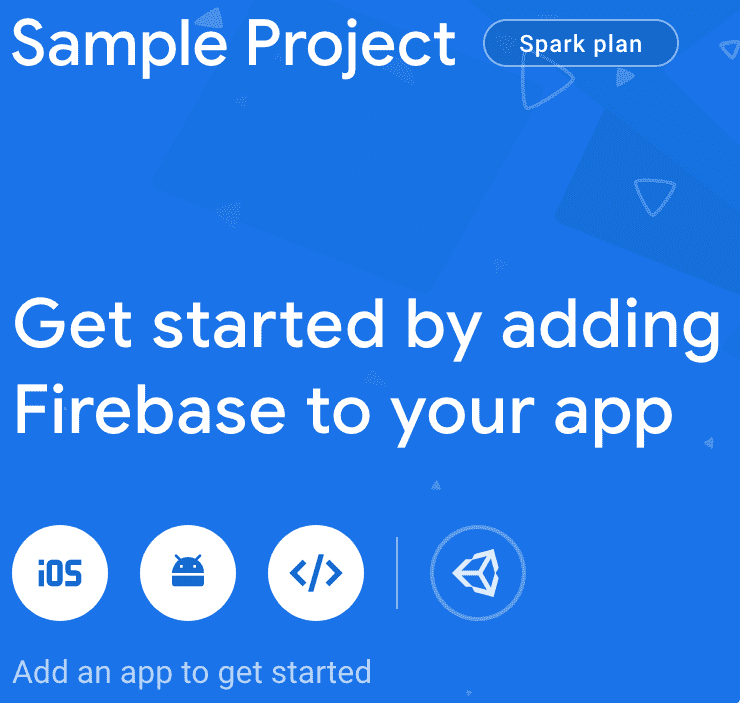 Sample Project
Spark plan
Get started by adding
Firebase to your app
iOS
</>
Add an app to get started